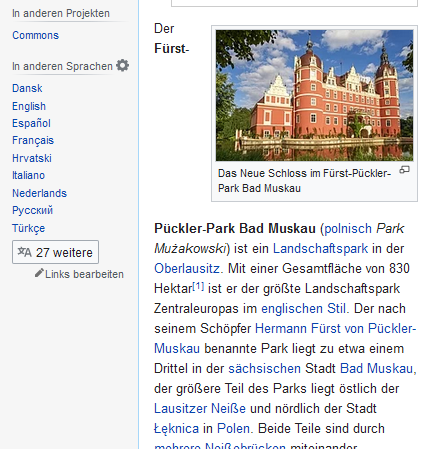 In anderen Projekten
Commons
In anderen Sprachen
Dansk
English
Español
Français
Hrvatski
Italiano
Nederlands
Русский
Türkçe
27 weitere
Links bearbeiten
Der
Fürst-
Das Neue Schloss im Fürst-Pückler-
Park Bad Muskau
Pückler-Park Bad Muskau (polnisch Park
Mużakowski) ist ein Landschaftspark in der
Oberlausitz. Mit einer Gesamtfläche von 830
Hektar[1] ist er der größte Landschaftspark
Zentraleuropas im englischen Stil. Der nach
seinem Schöpfer Hermann Fürst von Pückler-
Muskau benannte Park liegt zu etwa einem
Drittel in der sächsischen Stadt Bad Muskau,
der größere Teil des Parks liegt östlich der
Lausitzer Neiße und nördlich der Stadt
Łęknica in Polen. Beide Teile sind durch
mehrere Neißebrücken miteinander